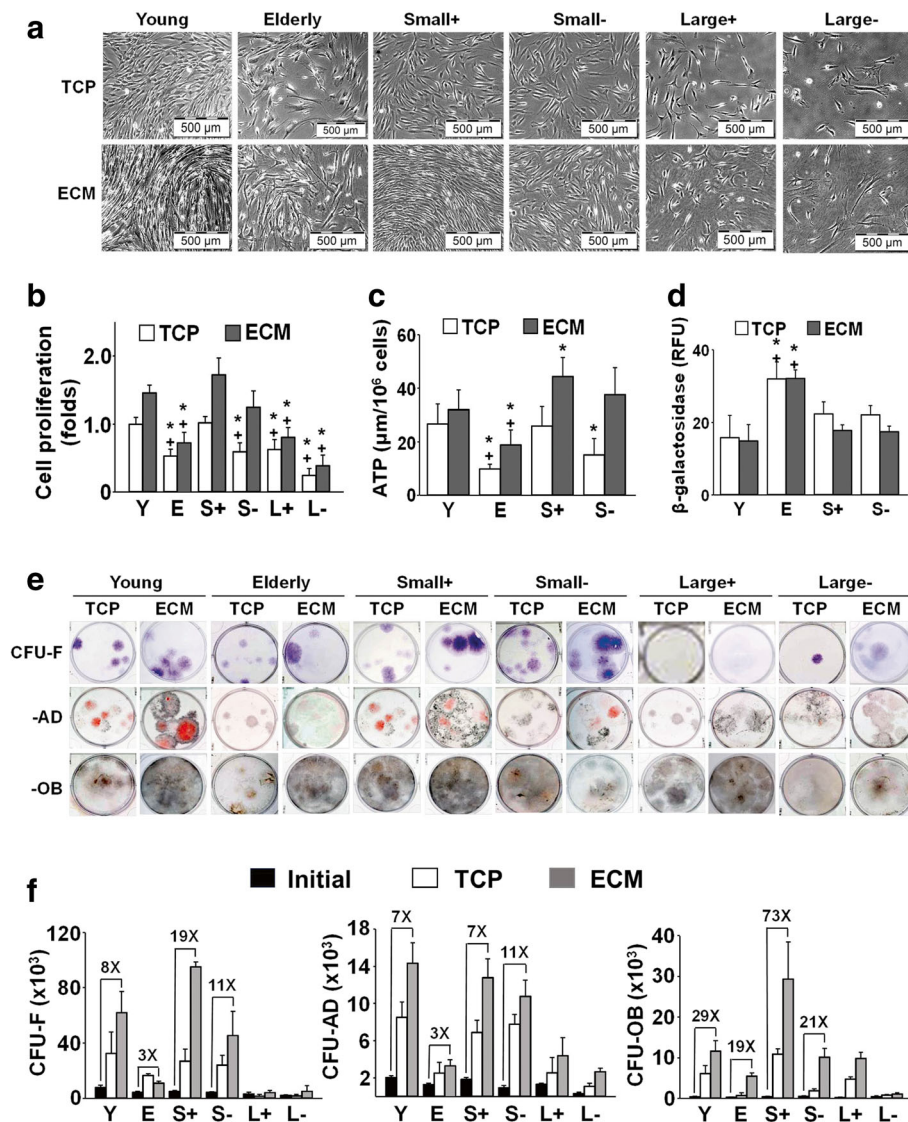 a
Young Elderly Small+ Small- Large+ Large-
TCP
500 µm 500 µm 500 µm 500 µm 500 µm 500 µm
ECM
500 µm 500 µm 500 µm 500 µm 500 µm 500 µm
b
Cell proliferation
(folds)
TCP ECM
2.0
1.0
0
* + * + * + * + * + * + * +
Y E S+ S- L+ L-
c
ATP (µm/10⁶ cells)
TCP ECM
60
40
20
0
* + * + * *
Y E S+ S-
d
β-galactosidase (RFU)
TCP ECM
40
20
0
* + * +
Y E S+ S-
e
Young Elderly Small+ Small- Large+ Large-
TCP ECM TCP ECM TCP ECM TCP ECM TCP ECM TCP ECM
CFU-F
-AD
-OB
f
Initial TCP ECM
CFU-F (x10³)
120
80
40
0
8X 3X 19X 11X
Y E S+ S- L+ L-
CFU-AD (x10³)
18
14
10
6
2
0
7X 3X 7X 11X
Y E S+ S- L+ L-
CFU-OB (x10³)
40
30
20
10
0
29X 19X 73X 21X
Y E S+ S- L+ L-